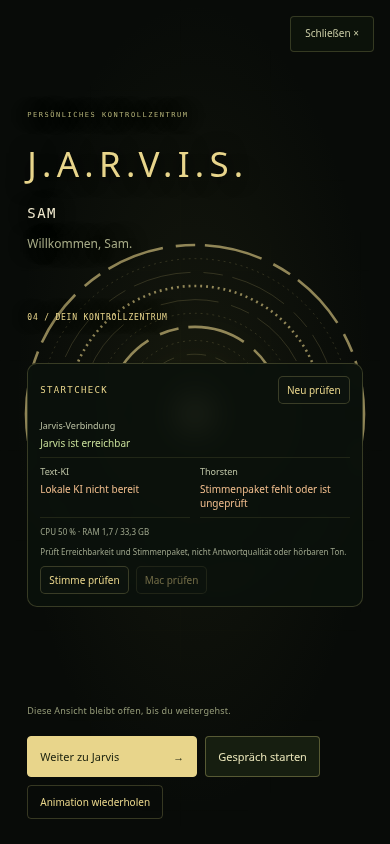 Schließen ×
PERSÖNLICHES KONTROLLZENTRUM
J.A.R.V.I.S.
SAM
Willkommen, Sam.
04 / DEIN KONTROLLZENTRUM
STARTCHECK
Neu prüfen
Jarvis-Verbindung
Jarvis ist erreichbar
Text-KI
Lokale KI nicht bereit
Thorsten
Stimmenpaket fehlt oder ist
ungeprüft
CPU 50 % · RAM 1,7 / 33,3 GB
Prüft Erreichbarkeit und Stimmenpaket, nicht Antwortqualität oder hörbaren Ton.
Stimme prüfen
Mac prüfen
Diese Ansicht bleibt offen, bis du weitergehst.
Weiter zu Jarvis →
Gespräch starten
Animation wiederholen